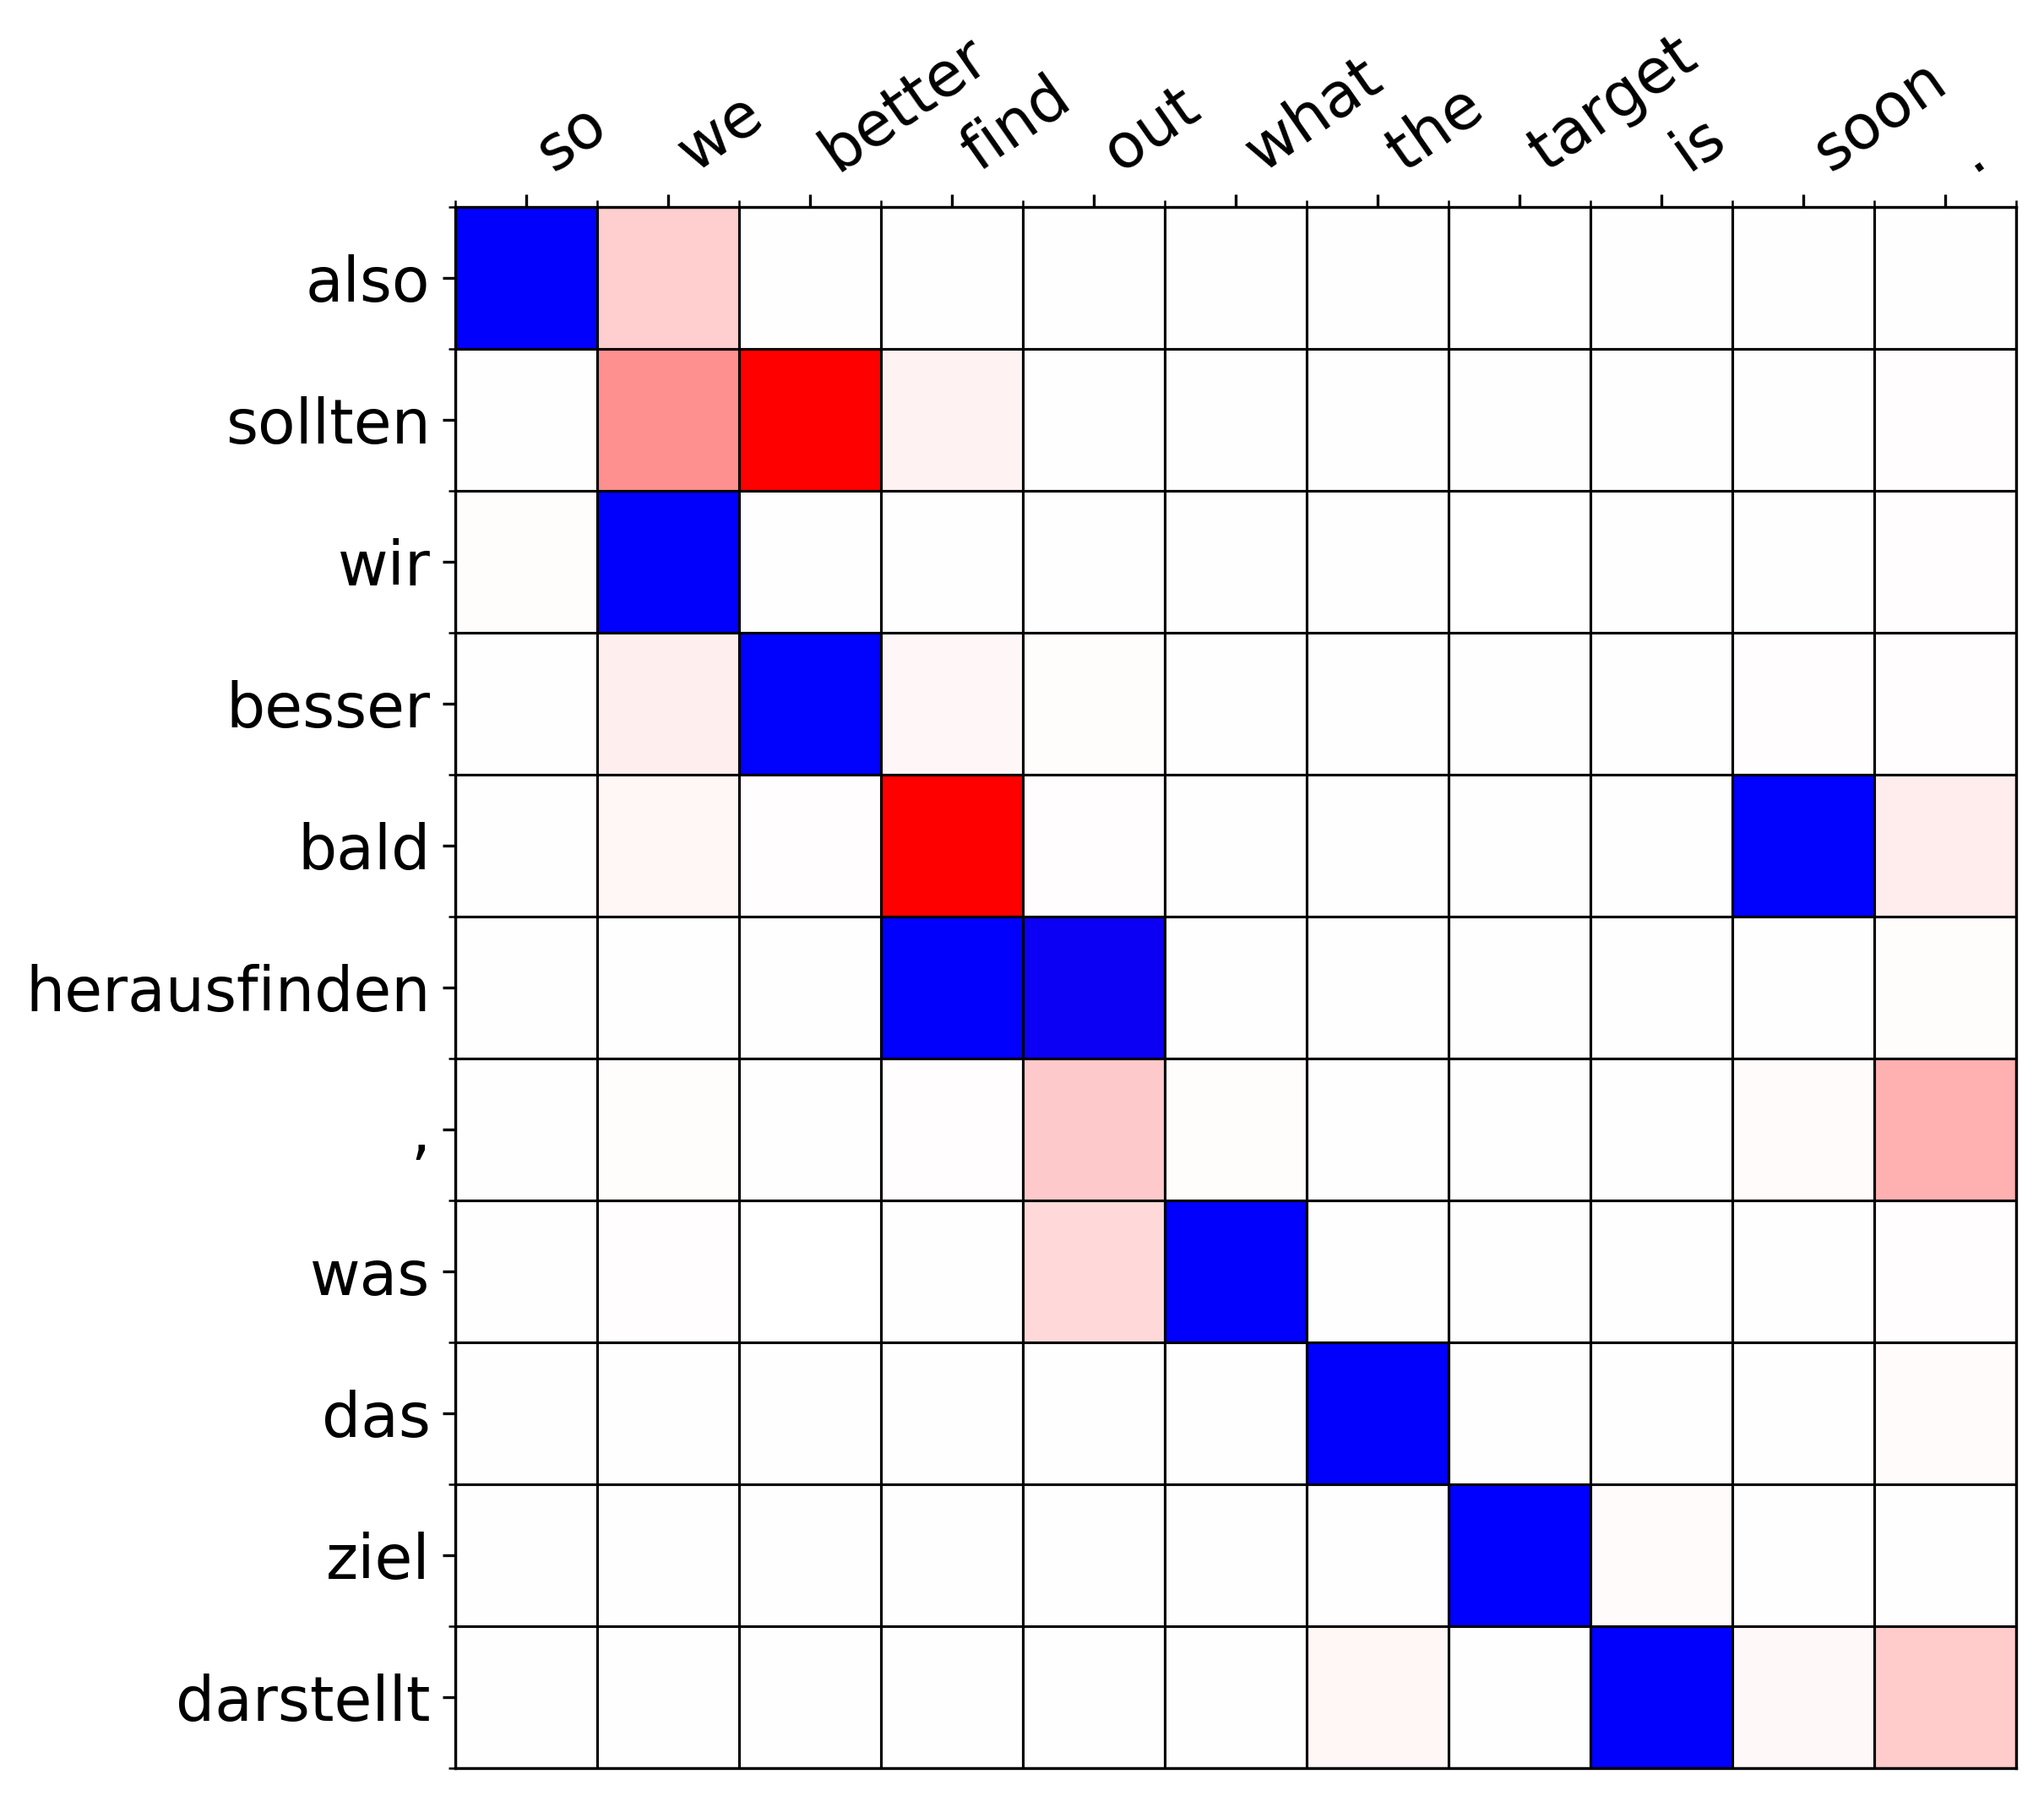 so we better find out what the target is soon .
also
sollten
wir
besser
bald
herausfinden
,
was
das
ziel
darstellt